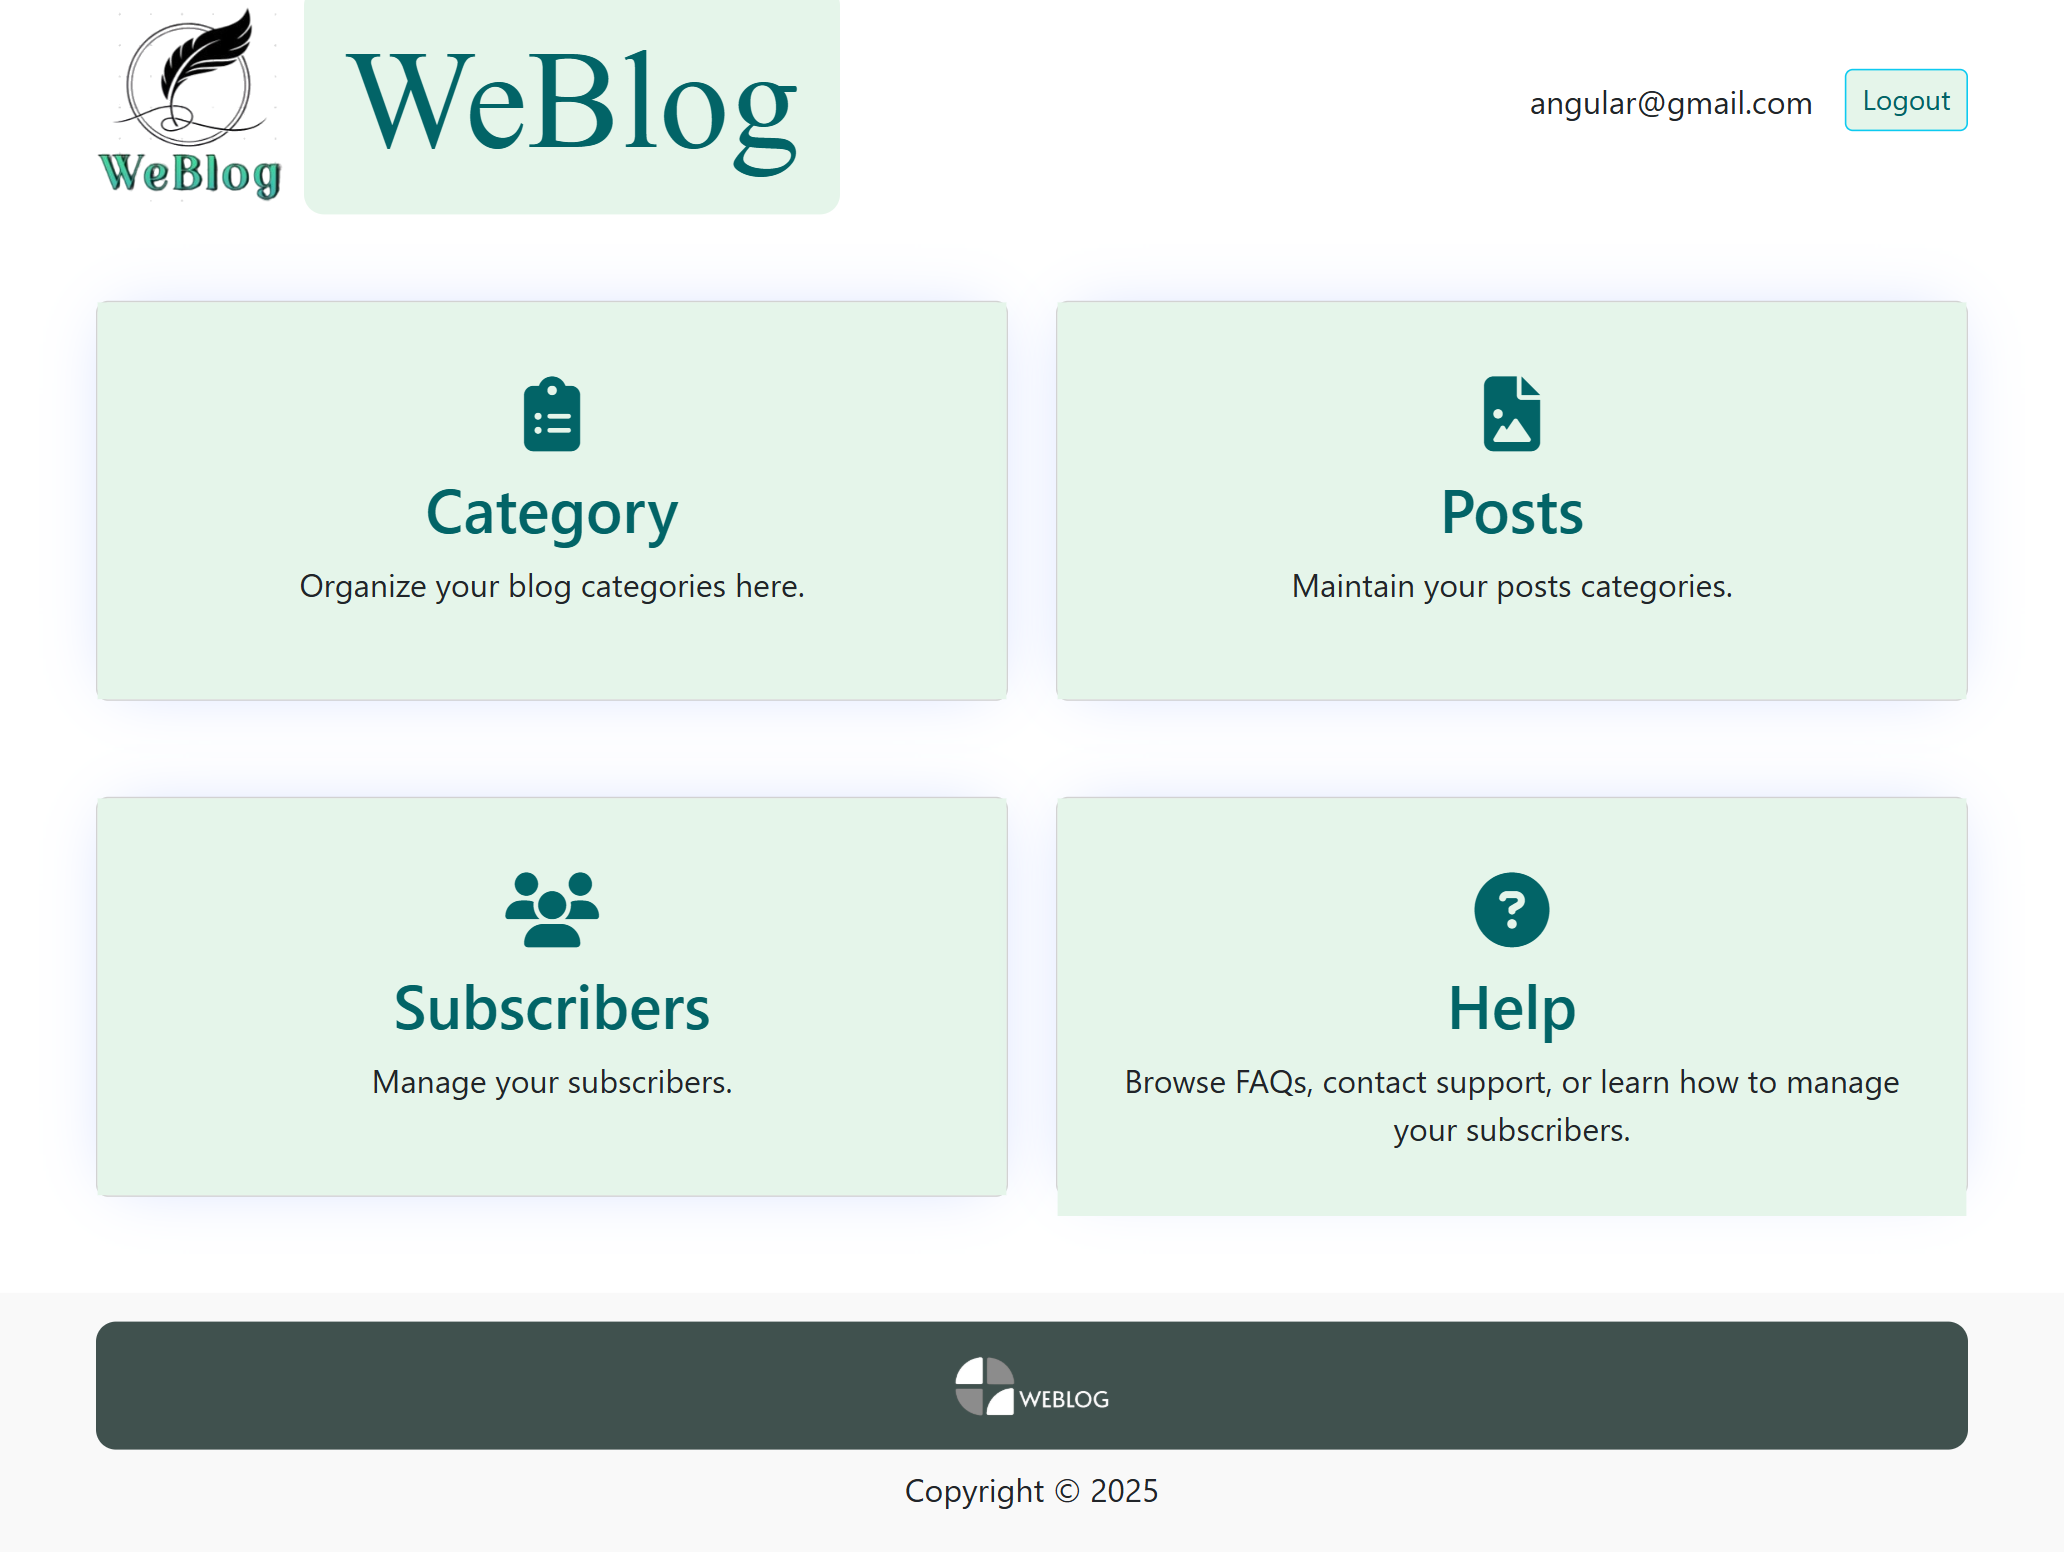 WeBlog
WeBlog
angular@gmail.com
Logout
Category
Organize your blog categories here.
Posts
Maintain your posts categories.
Subscribers
Manage your subscribers.
Help
Browse FAQs, contact support, or learn how to manage
your subscribers.
WEBLOG
Copyright © 2025